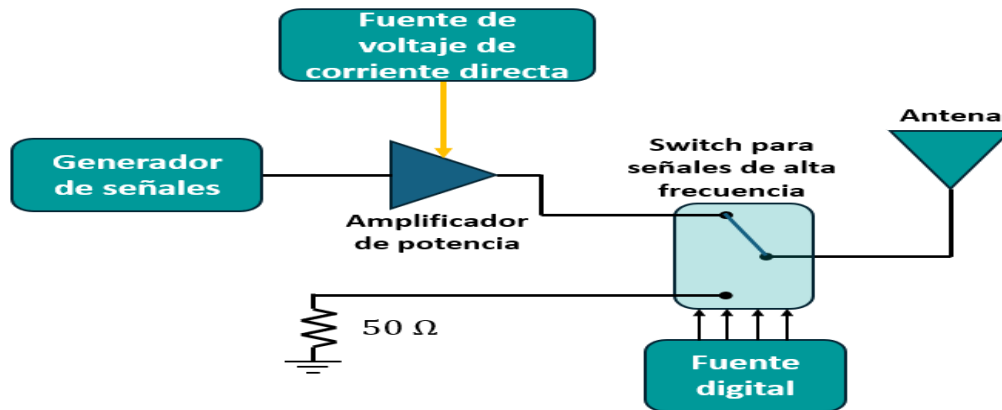 Fuente de
voltaje de
corriente directa
Antena
Generador
de señales
Switch para
señales de alta
frecuencia
Amplificador
de potencia
50 Ω
Fuente
digital